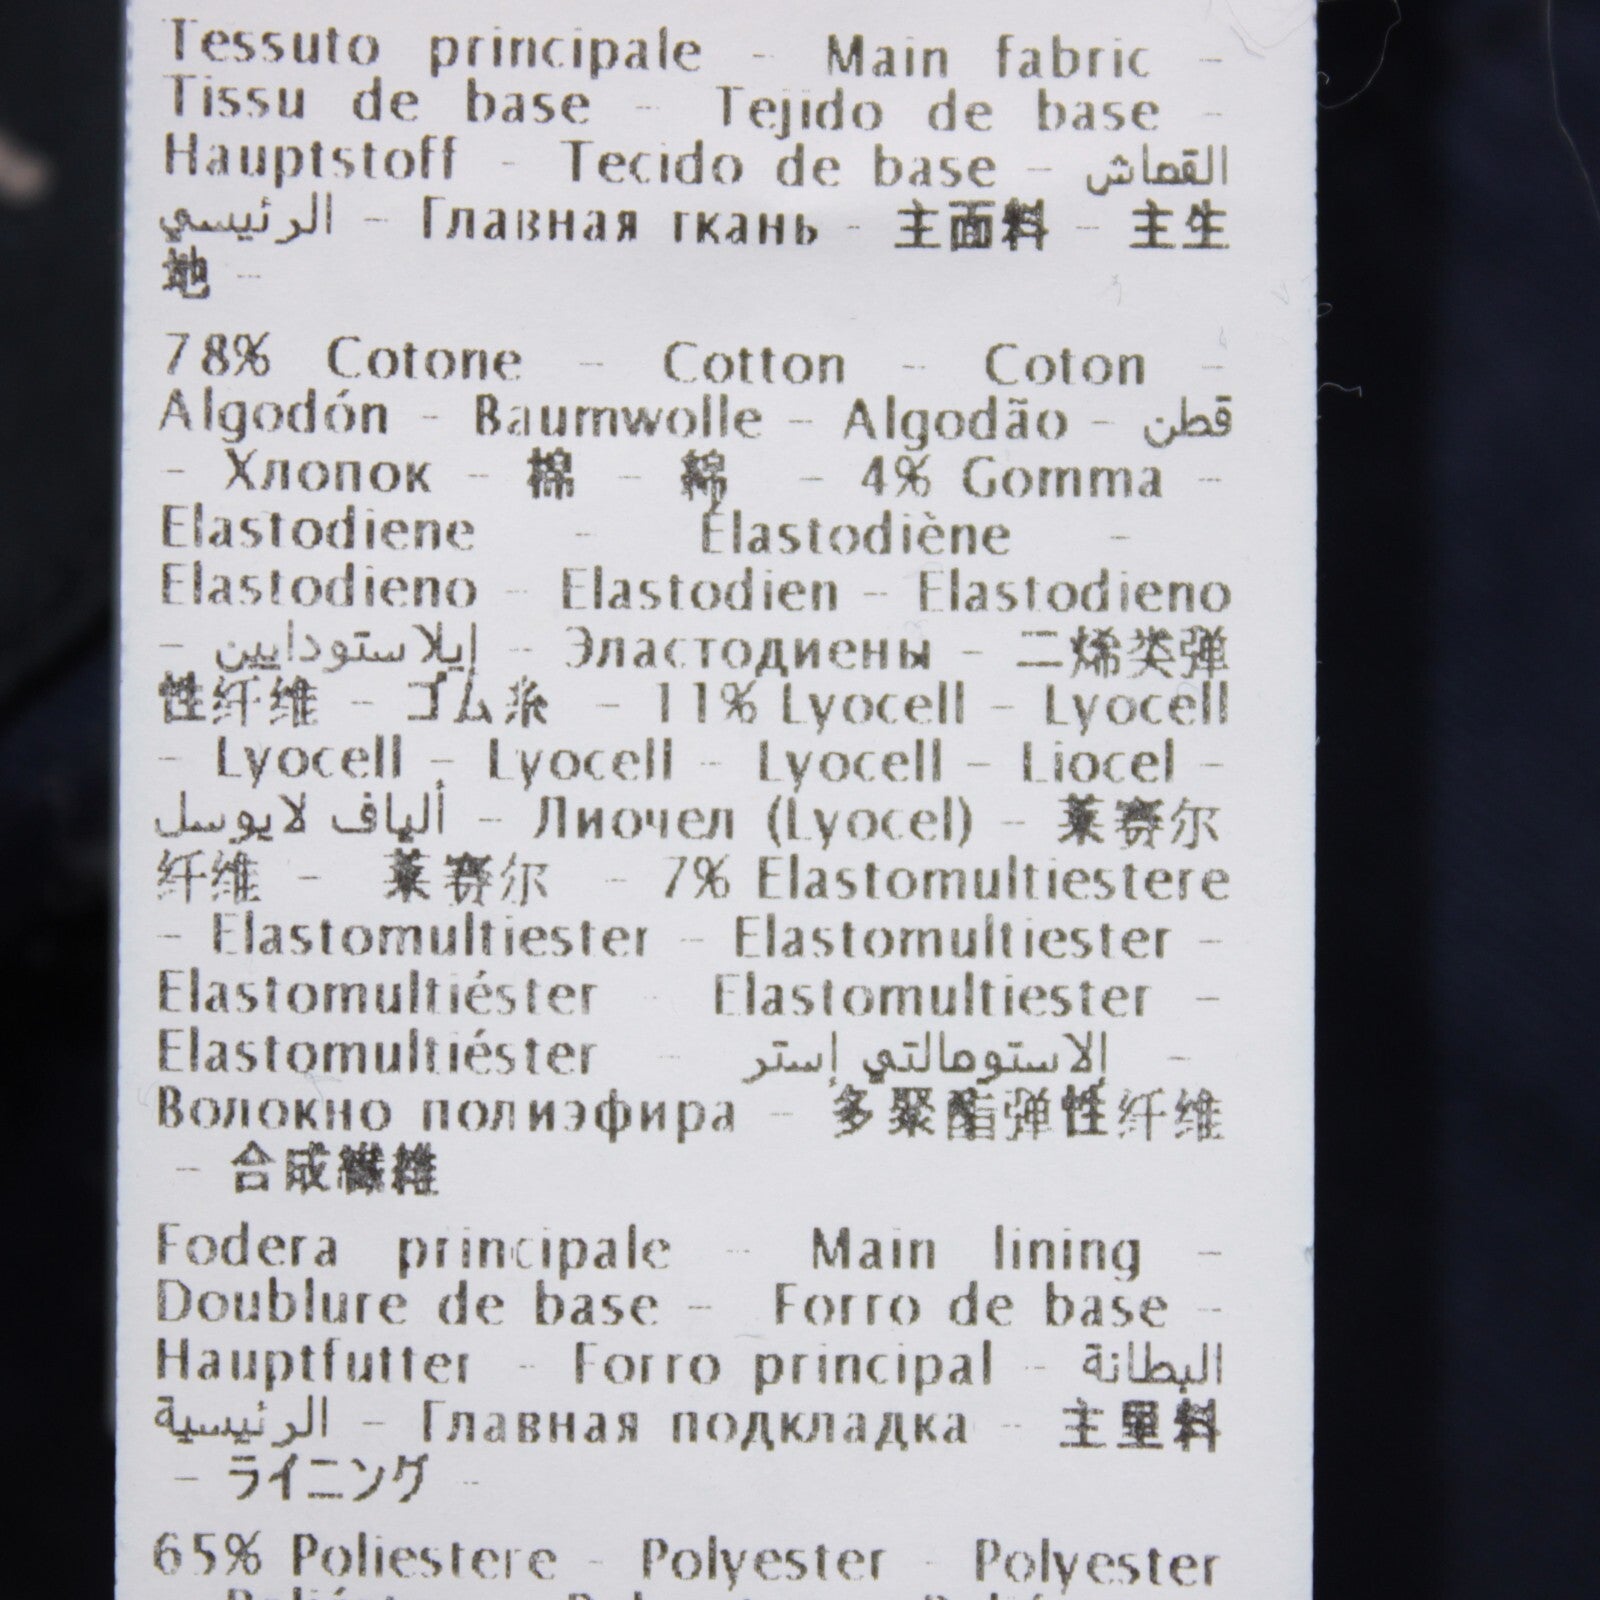 Tessuto principale - Main fabric -
Tissu de base - Tejido de base -
Hauptstoff - Tecido de base - القماش
الرئيسي - Главная ткань - 主面料 - 主生
地 -
78% Cotone - Cotton - Coton -
Algodón - Baumwolle - Algodão - قطن
- Хлопок - 棉 - 綿 - 4% Gomma -
Elastodiene - Élastodiène -
Elastodieno - Elastodien - Elastodieno
- إيلاستودايين - Эластодиены - 二烯类弹
性纤维 - ゴム糸 - 11% Lyocell - Lyocell
- Lyocell - Lyocell - Lyocell - Liocel -
ألياف لايوسل - Лиочел (Lyocel) - 莱赛尔
纤维 - 莱赛尔 - 7% Elastomultiestere
- Elastomultiester - Elastomultiester -
Elastomultiéster - Elastomultiester -
Elastomultiéster - إلاستومالتي إستر -
Волокно полиэфира - 多聚酯弹性纤维
- 合成繊維
Fodera principale - Main lining -
Doublure de base - Forro de base -
Hauptfutter - Forro principal - البطانة
الرئيسية - Главная подкладка - 主里料
- ライニング -
65% Poliestere - Polyester - Polyester